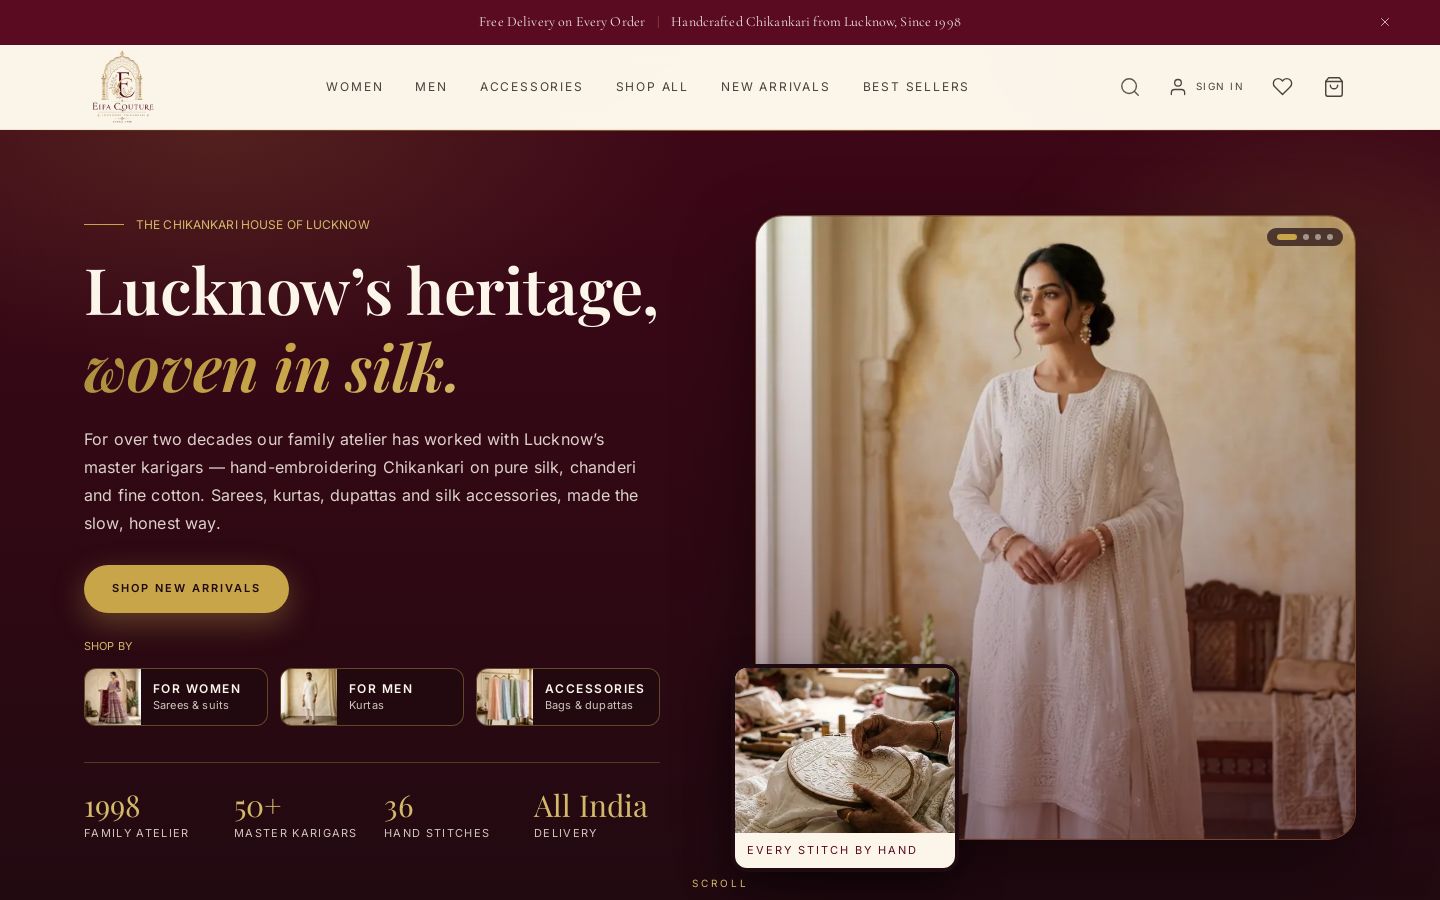 Free Delivery on Every Order | Handcrafted Chikankari from Lucknow, Since 1998
E
EIFA COUTURE
WOMEN MEN ACCESSORIES SHOP ALL NEW ARRIVALS BEST SELLERS SIGN IN
THE CHIKANKARI HOUSE OF LUCKNOW
Lucknow’s heritage,
woven in silk.
For over two decades our family atelier has worked with Lucknow’s
master karigars — hand-embroidering Chikankari on pure silk, chanderi
and fine cotton. Sarees, kurtas, dupattas and silk accessories, made the
slow, honest way.
SHOP NEW ARRIVALS
SHOP BY
FOR WOMEN
Sarees & suits
FOR MEN
Kurtas
ACCESSORIES
Bags & dupattas
1998
FAMILY ATELIER
50+
MASTER KARIGARS
36
HAND STITCHES
All India
DELIVERY
EVERY STITCH BY HAND
SCROLL